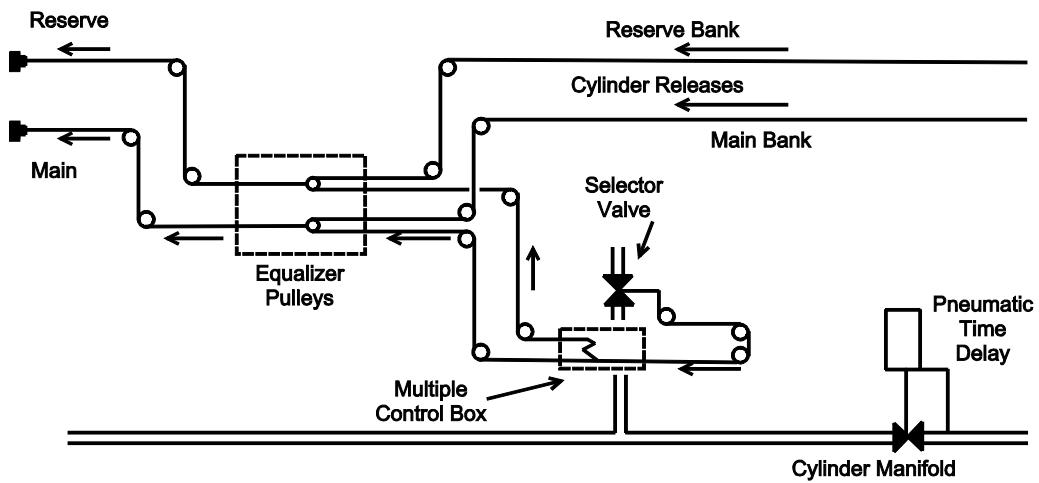 Reserve
Reserve Bank
Cylinder Releases
Main Bank
Main
Selector
Valve
Equalizer
Pulleys
Pneumatic
Time
Delay
Multiple
Control Box
Cylinder Manifold